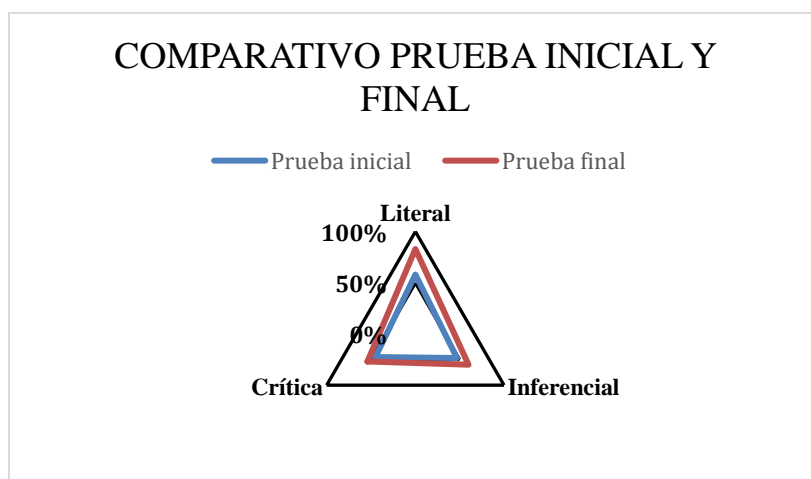 COMPARATIVO PRUEBA INICIAL Y
FINAL
Prueba inicial
Prueba final
Literal
100%
50%
0%
Crítica
Inferencial